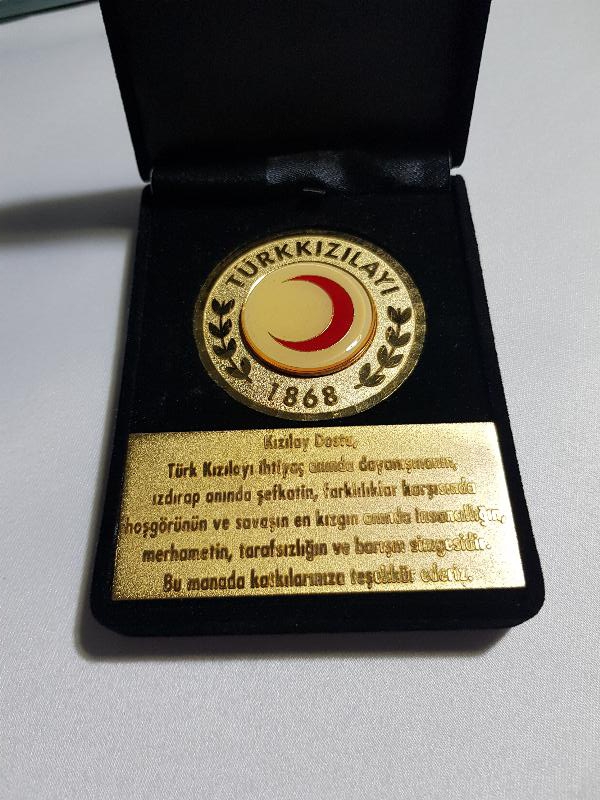 TÜRKKIZILAYI
1868
Kızılay Dostu,
Türk Kızılayı ihtiyaç anında dayanışmanın,
ızdırap anında şefkatin, farklılıklar karşısında
hoşgörünün ve savaşın en kızgın anında insancıllığın,
merhametin, tarafsızlığın ve barışın simgesidir.
Bu manada katkılarınıza teşekkür ederiz.